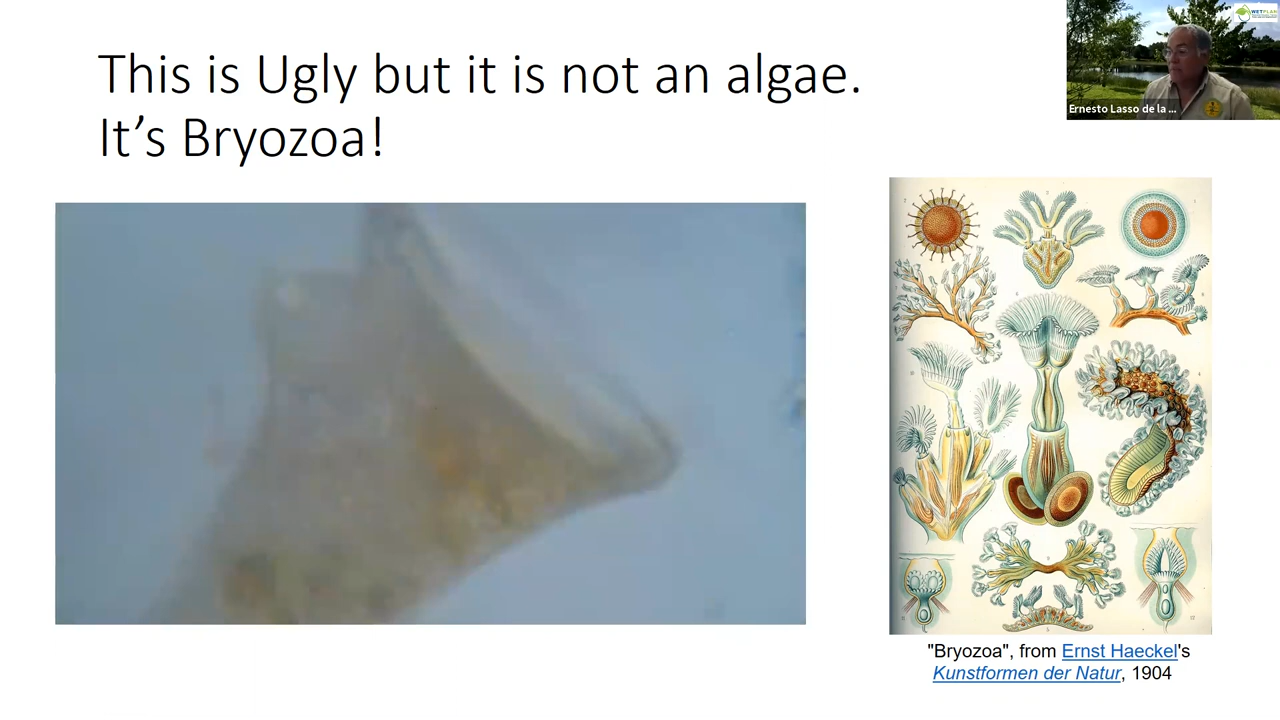 This is Ugly but it is not an algae.
It’s Bryozoa!
WETPLAN
Ernesto Lasso de la ...
"Bryozoa", from Ernst Haeckel's
Kunstformen der Natur, 1904